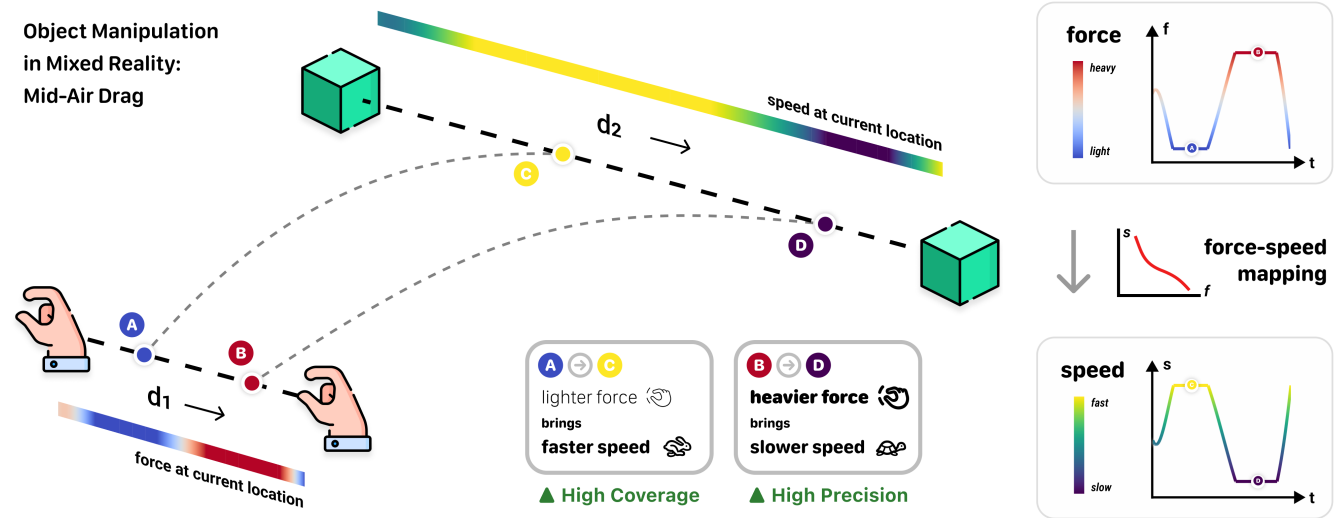 Object Manipulation
in Mixed Reality:
Mid-Air Drag
speed at current location
d2
C
D
A
B
d1
force at current location
A C
lighter force
brings
faster speed
High Coverage
B D
heavier force
brings
slower speed
High Precision
force
heavy
light
f
B
A
t
s
f
force-speed
mapping
speed
fast
slow
s
C
D
t